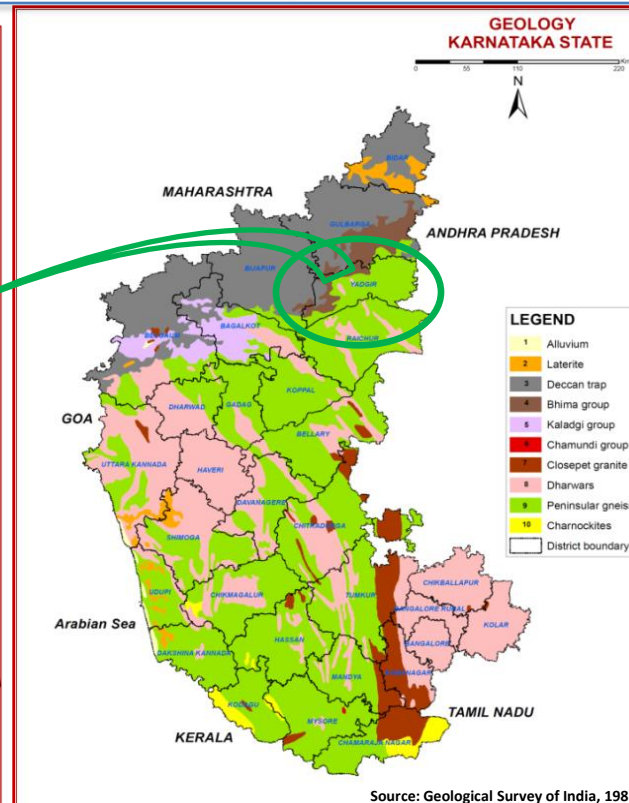 GEOLOGY
KARNATAKA STATE
0 55 110 220
N
BIDAR
MAHARASHTRA
GULBARGA
ANDHRA PRADESH
BIJAPUR
YADGIR
BAGALKOT
BELGAUM
RAICHUR
LEGEND
1 Alluvium
2 Laterite
3 Deccan trap
4 Bhima group
5 Kaladgi group
6 Chamundi group
7 Closepet granite
8 Dharwars
9 Peninsular gneis
10 Charnockites
District boundary
KOPPAL
GADAG
DHARWAD
GOA
BELLARY
UTTARA KANNADA
HAVERI
DAVANAGERE
CHITRADURGA
SHIMOGA
CHIKBALLAPUR
UDUPI
CHIKMAGALUR
TUMKUR
BANGALORE RURAL
KOLAR
Arabian Sea
HASSAN
BANGALORE
DAKSHINA KANNADA
MANDYA
KODAGU
MYSORE
TAMIL NADU
KERALA
CHAMARAJA NAGAR
Source: Geological Survey of India, 198